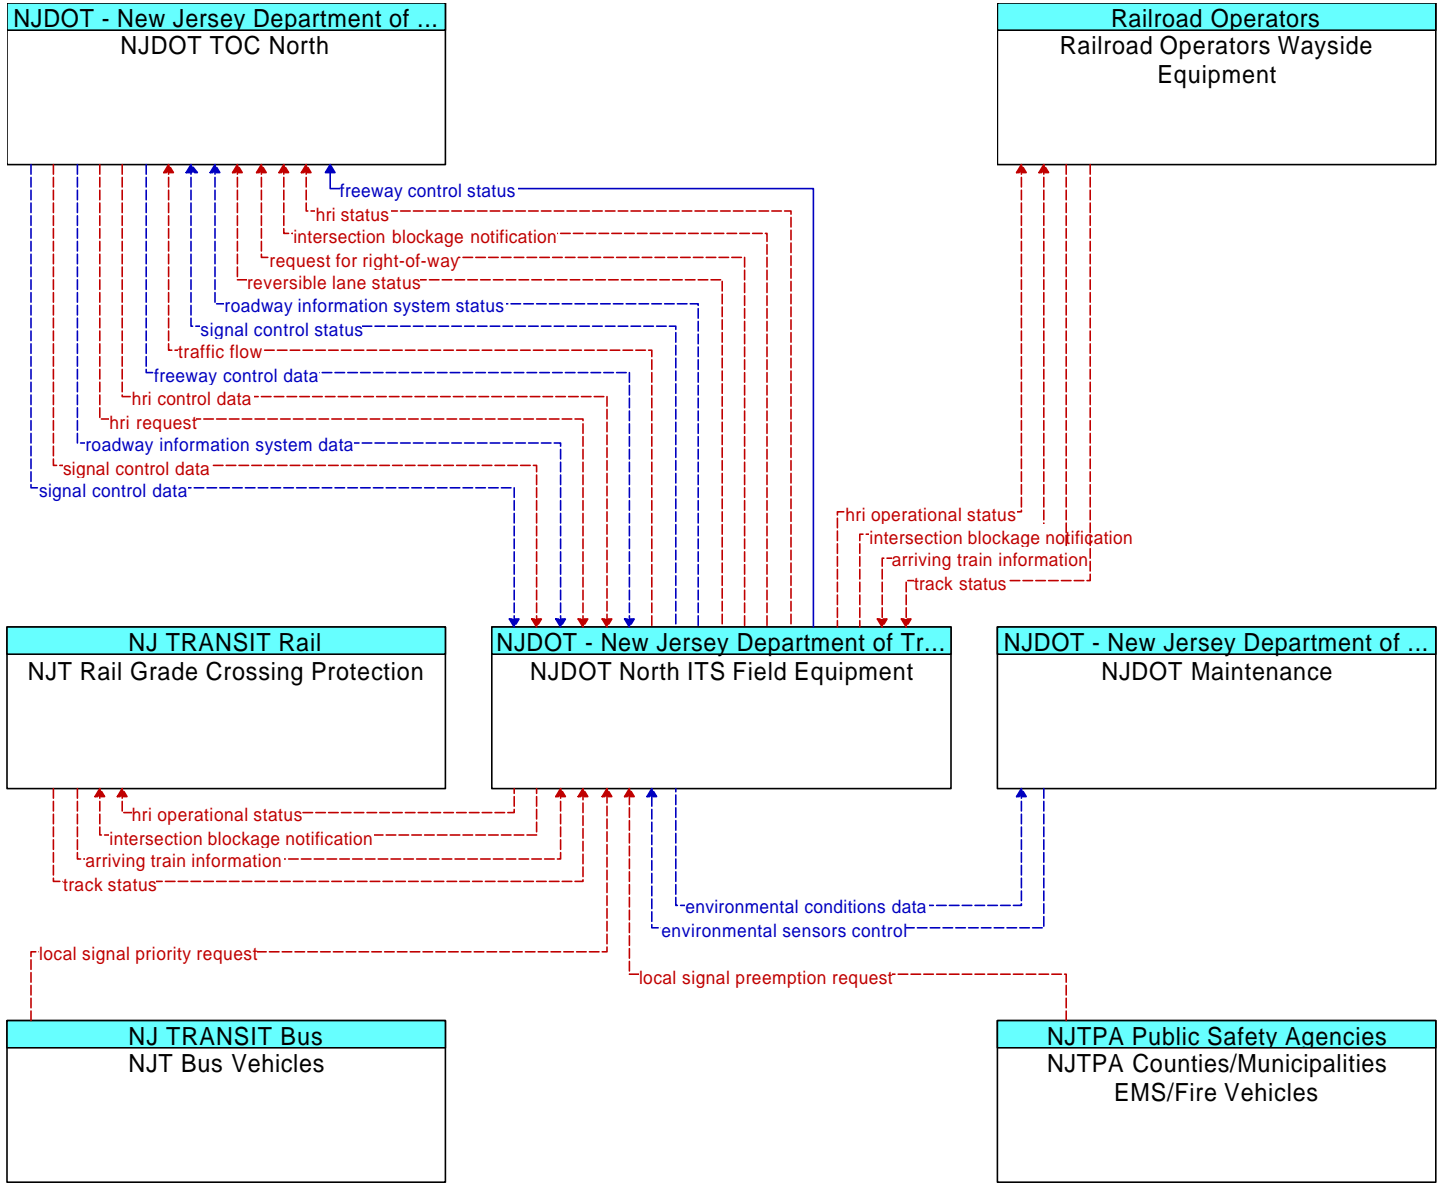 NJDOT - New Jersey Department of ...
NJDOT TOC North
Railroad Operators
Railroad Operators Wayside
Equipment
freeway control status
hri status
intersection blockage notification
request for right-of-way
reversible lane status
roadway information system status
signal control status
traffic flow
freeway control data
hri control data
hri request
roadway information system data
signal control data
signal control data
hri operational status
intersection blockage notification
arriving train information
track status
NJ TRANSIT Rail
NJT Rail Grade Crossing Protection
NJDOT - New Jersey Department of Tr...
NJDOT North ITS Field Equipment
NJDOT - New Jersey Department of ...
NJDOT Maintenance
hri operational status
intersection blockage notification
arriving train information
track status
environmental conditions data
environmental sensors control
local signal priority request
local signal preemption request
NJ TRANSIT Bus
NJT Bus Vehicles
NJTPA Public Safety Agencies
NJTPA Counties/Municipalities
EMS/Fire Vehicles